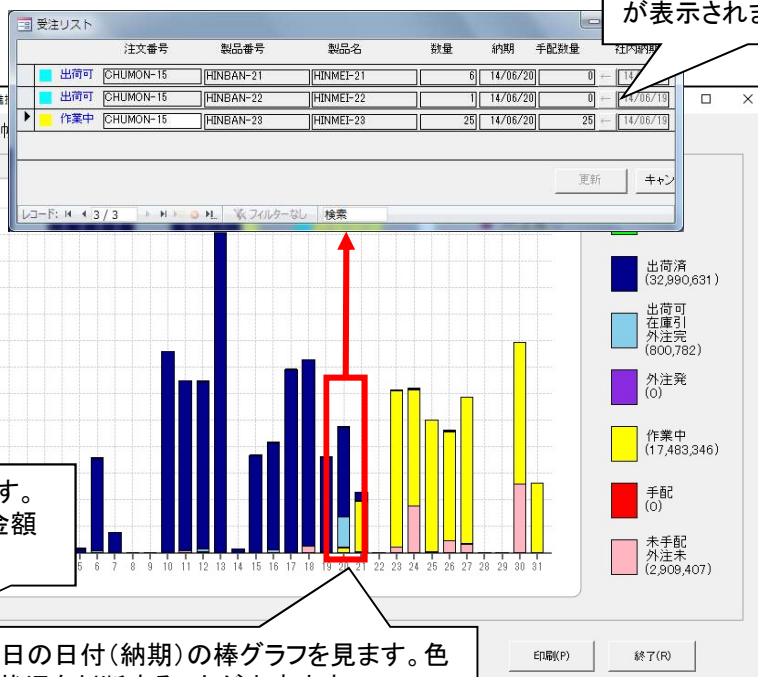 が表示されま
受注リスト
注文番号 製品番号 製品名 数量 納期 手配数量 社内納期
出荷可 CHUMON-15 HINBAN-21 HINMEI-21 6 14/06/20 0 ← 14
出荷可 CHUMON-15 HINBAN-22 HINMEI-22 1 14/06/20 0 ← 14/06/19
作業中 CHUMON-15 HINBAN-23 HINMEI-23 25 14/06/20 25 ← 14/06/19
更新 キャン
レコード: 3 / 3 フィルターなし 検索
出荷済
(32,990,631)
出荷可
在庫引
外注完
(800,782)
外注発
(0)
作業中
(17,483,346)
手配
(0)
未手配
外注未
(2,909,407)
す。
金額
5 6 7 8 9 10 11 12 13 14 15 16 17 18 19 20 21 22 23 24 25 26 27 28 29 30 31
日の日付(納期)の棒グラフを見ます。色
印刷(P) 終了(R)